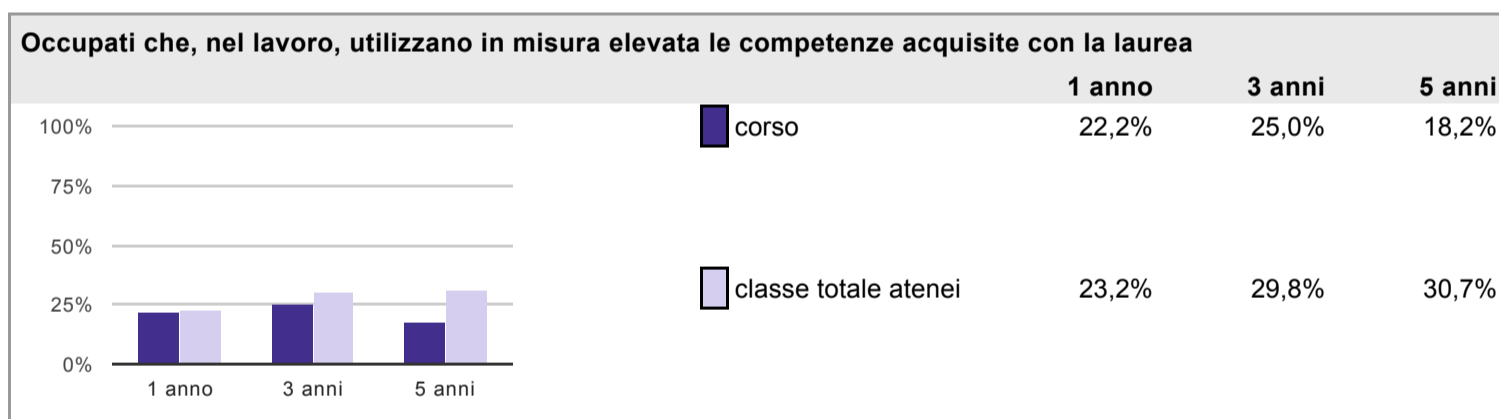 Occupati che, nel lavoro, utilizzano in misura elevata le competenze acquisite con la laurea
1 anno 3 anni 5 anni
100%
75%
50%
25%
0%
1 anno 3 anni 5 anni
corso 22,2% 25,0% 18,2%
classe totale atenei 23,2% 29,8% 30,7%